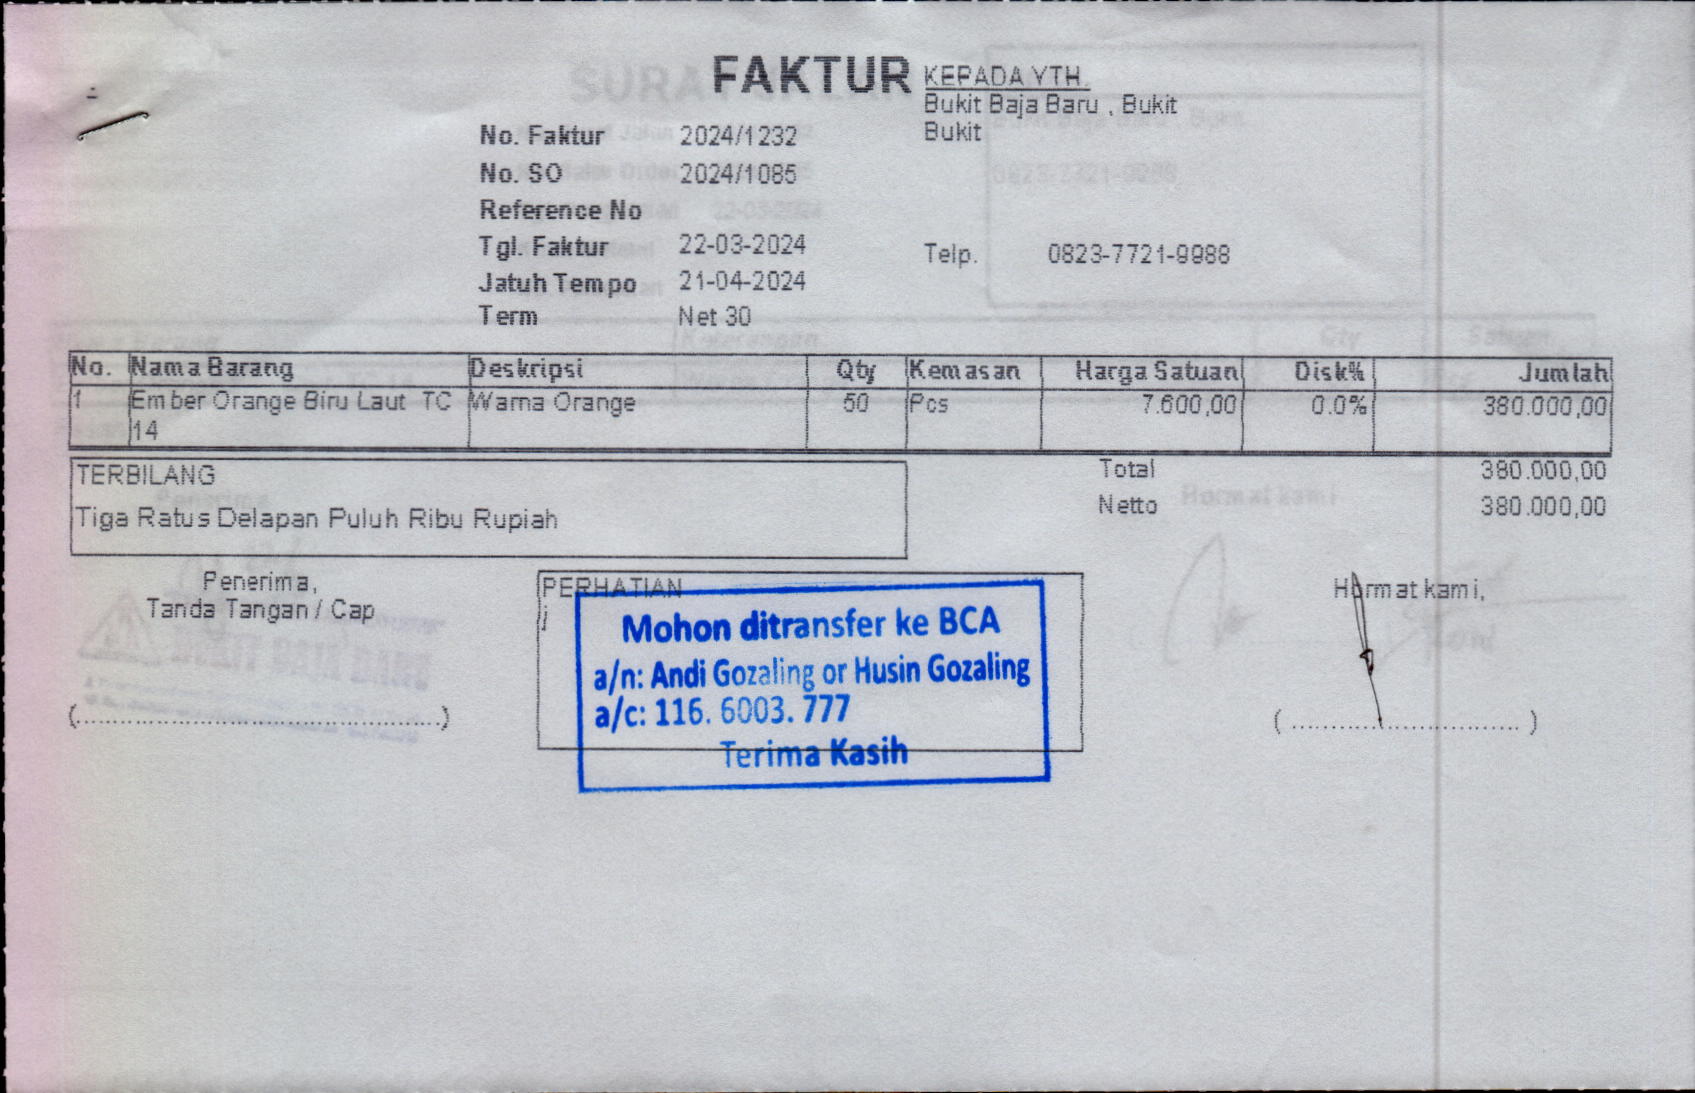 FAKTUR
KEPADA YTH.
Bukit Baja Baru , Bukit
Bukit
No. Faktur 2024/1232
No. SO 2024/1085
Reference No
Tgl. Faktur 22-03-2024
Telp. 0823-7721-9988
Jatuh Tempo 21-04-2024
Term Net 30
No. Nama Barang Deskripsi Qty Kemasan Harga Satuan Disk% Jumlah
1 Ember Orange Biru Laut TC Warna Orange 50 Pcs 7.600,00 0.0% 380.000,00
14
TERBILANG
Tiga Ratus Delapan Puluh Ribu Rupiah
Total 380.000,00
Netto 380.000,00
Penerima,
Tanda Tangan / Cap
PERHATIAN
j
Mohon ditransfer ke BCA
a/n: Andi Gozaling or Husin Gozaling
a/c: 116. 6003. 777
Terima Kasih
Hormat kami,
(..........................................)
( .............................. )